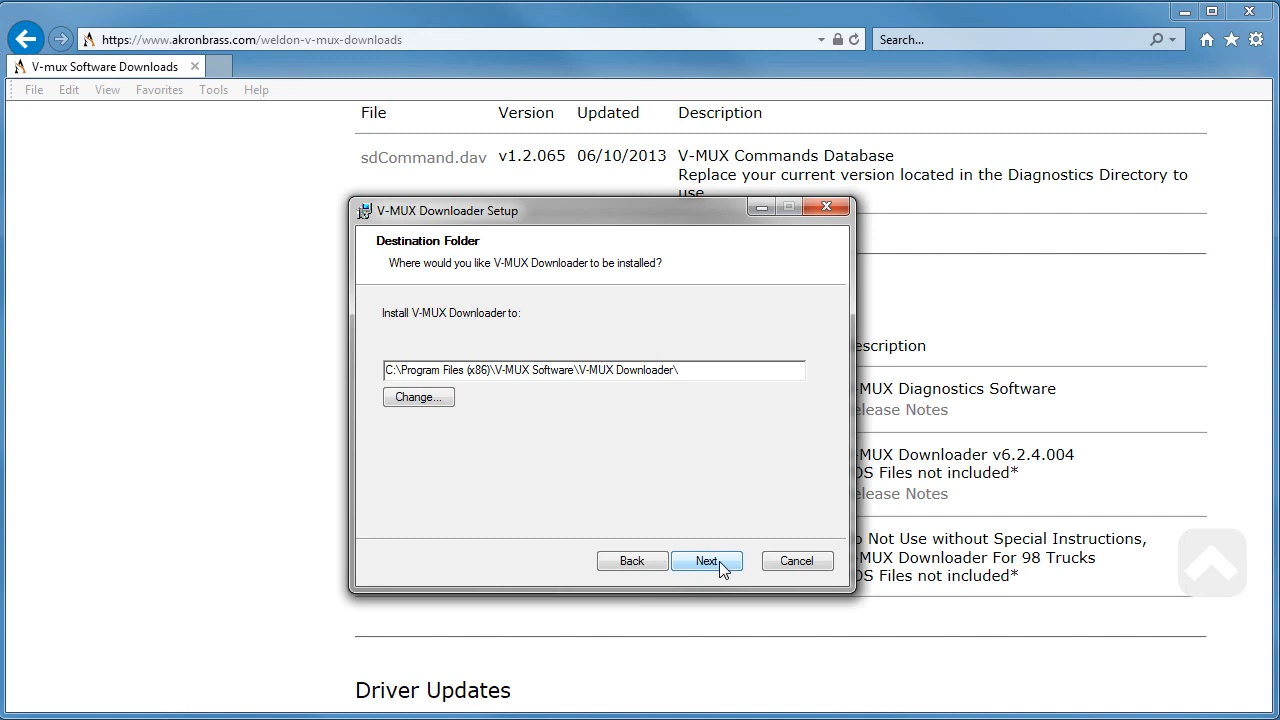 https://www.akronbrass.com/weldon-v-mux-downloads
Search...
V-mux Software Downloads
File Edit View Favorites Tools Help
File Version Updated Description
sdCommand.dav v1.2.065 06/10/2013 V-MUX Commands Database
Replace your current version located in the Diagnostics Directory to
use
V-MUX Downloader Setup
Destination Folder
Where would you like V-MUX Downloader to be installed?
Install V-MUX Downloader to:
C:\Program Files (x86)\V-MUX Software\V-MUX Downloader\
Change...
Back Next Cancel
escription
-MUX Diagnostics Software
elease Notes
-MUX Downloader v6.2.4.004
OS Files not included*
elease Notes
o Not Use without Special Instructions,
-MUX Downloader For 98 Trucks
OS Files not included*
Driver Updates